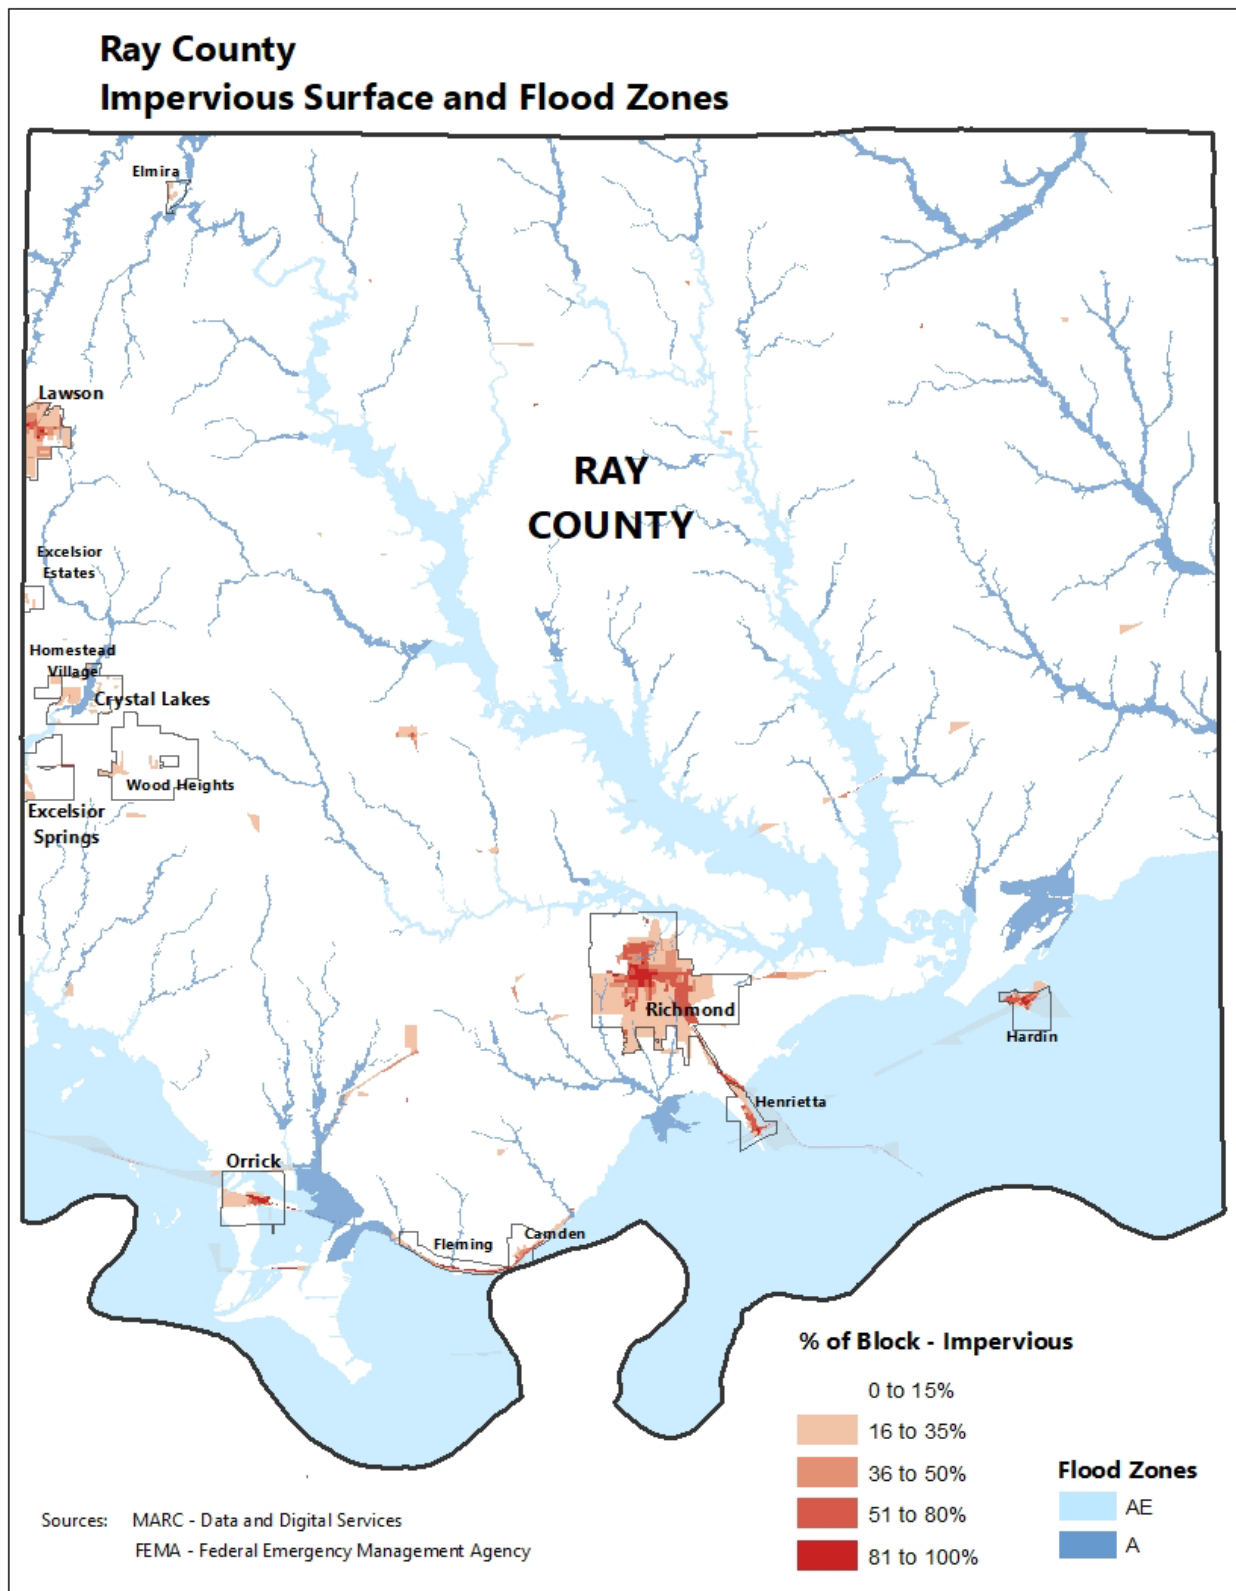 Ray County
Impervious Surface and Flood Zones
Elmira
Lawson
RAY
COUNTY
Excelsior
Estates
Homestead
Village
Crystal Lakes
Wood Heights
Excelsior
Springs
Richmond
Hardin
Henrietta
Orrick
Fleming
Camden
% of Block - Impervious
0 to 15%
16 to 35%
36 to 50%
51 to 80%
81 to 100%
Flood Zones
AE
A
Sources: MARC - Data and Digital Services
FEMA - Federal Emergency Management Agency